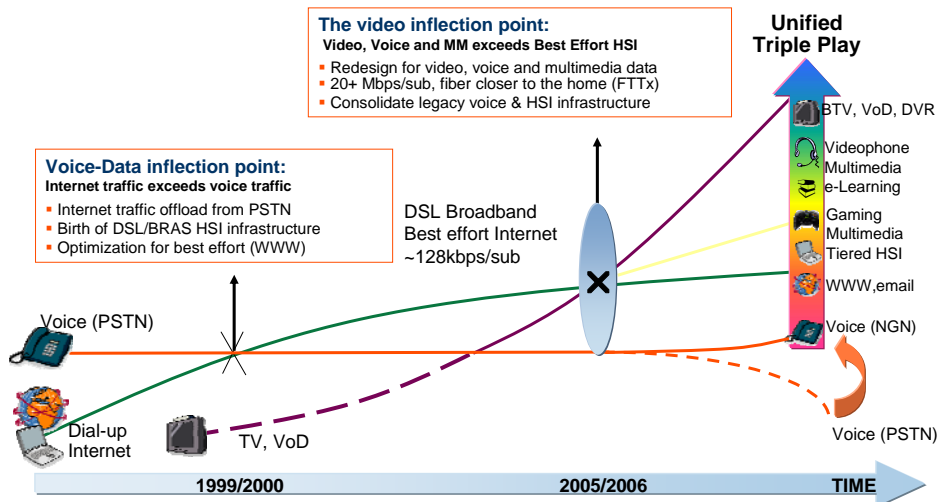 The video inflection point:
Video, Voice and MM exceeds Best Effort HSI
Redesign for video, voice and multimedia data
20+ Mbps/sub, fiber closer to the home (FTTx)
Consolidate legacy voice & HSI infrastructure
Unified
Triple Play
BTV, VoD, DVR
Videophone
Multimedia
e-Learning
Gaming
Multimedia
Tiered HSI
WWW,email
Voice (NGN)
Voice-Data inflection point:
Internet traffic exceeds voice traffic
Internet traffic offload from PSTN
Birth of DSL/BRAS HSI infrastructure
Optimization for best effort (WWW)
DSL Broadband
Best effort Internet
~128kbps/sub
Voice (PSTN)
Dial-up
Internet
TV, VoD
Voice (PSTN)
1999/2000
2005/2006
TIME